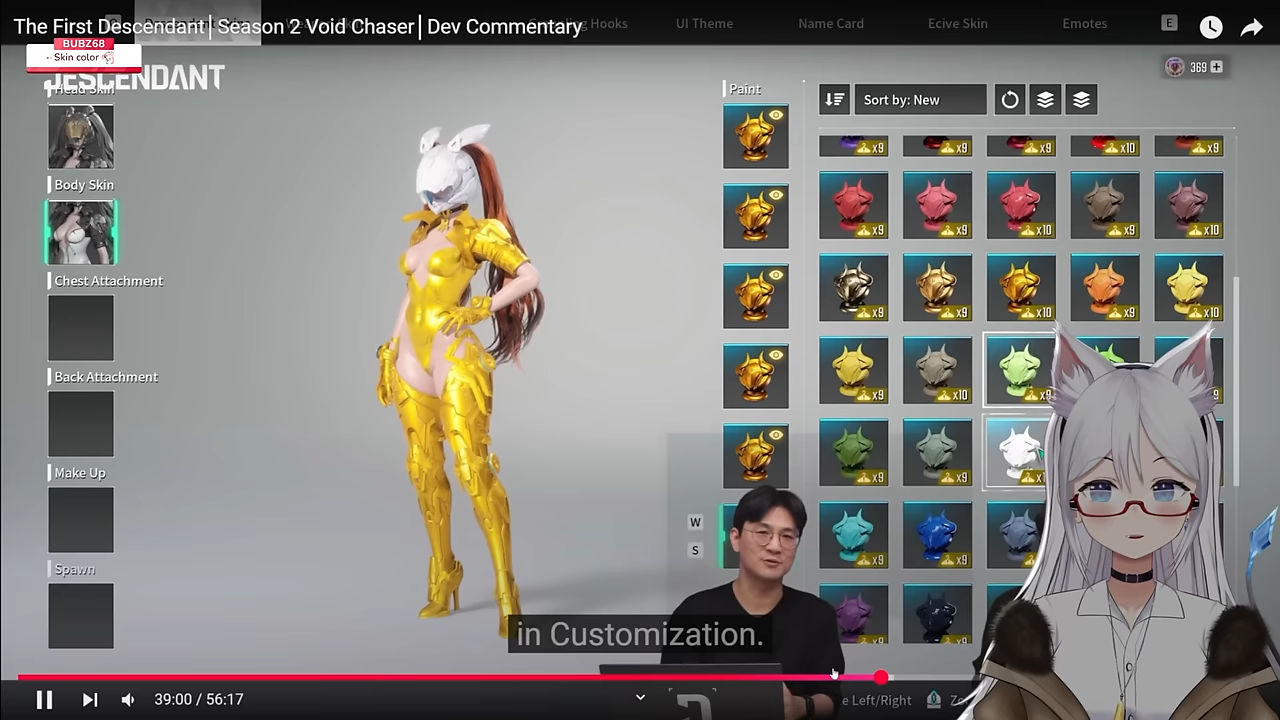 The First Descendant | Season 2 Void Chaser | Dev Commentary
Hooks
UI Theme
Name Card
Ecive Skin
Emotes
E
BUBZ68
Skin color
DESCENDANT
369
Head Skin
Paint
Sort by: New
x9 x9 x9 x10 x9
Body Skin
x9 x9 x10 x9 x10
Chest Attachment
x9 x9 x10 x9 x10
Back Attachment
x9 x10
Make Up
x9
W
S
x9 x9
Spawn
in Customization.
39:00 / 56:17
Left/Right